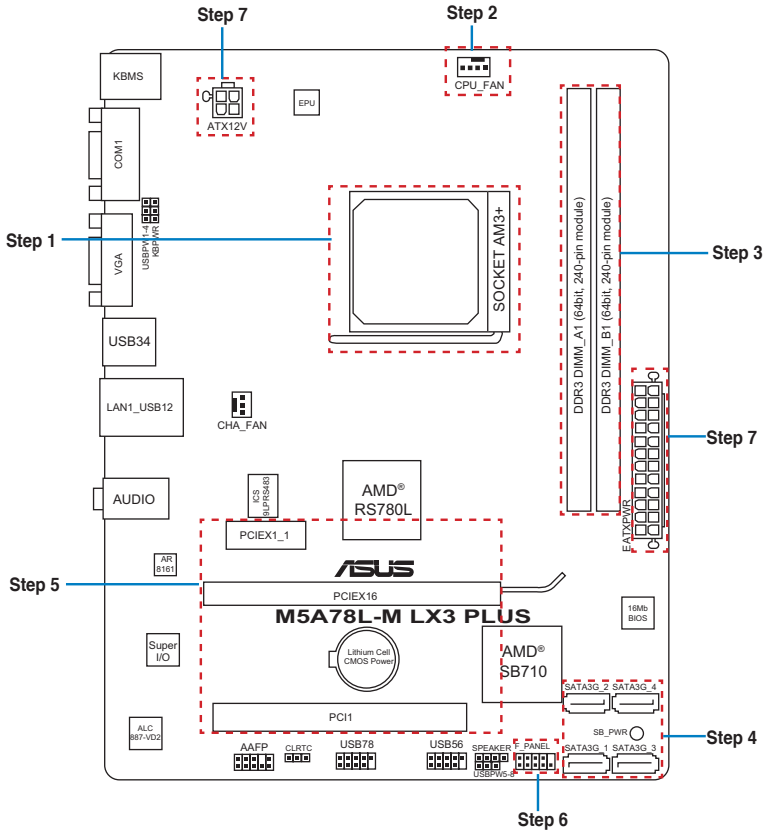 Step 7
Step 2
KBMS
CPU_FAN
EPU
ATX12V
COM1
USBPW1-4
KBPWR
Step 1
VGA
SOCKET AM3+
DDR3 DIMM_A1 (64bit, 240-pin module)
DDR3 DIMM_B1 (64bit, 240-pin module)
Step 3
USB34
LAN1_USB12
CHA_FAN
Step 7
EATXPWR
AUDIO
ICS
9LPRS483
AMD®
RS780L
PCIEX1_1
AR
8161
ASUS
Step 5
PCIEX16
M5A78L-M LX3 PLUS
16Mb
BIOS
Super
I/O
Lithium Cell
CMOS Power
AMD®
SB710
SATA3G_2
SATA3G_4
ALC
887-VD2
PCI1
SB_PWR
Step 4
AAFP
CLRTC
USB78
USB56
SPEAKER
F_PANEL
SATA3G_1
SATA3G_3
USBPW5-8
Step 6